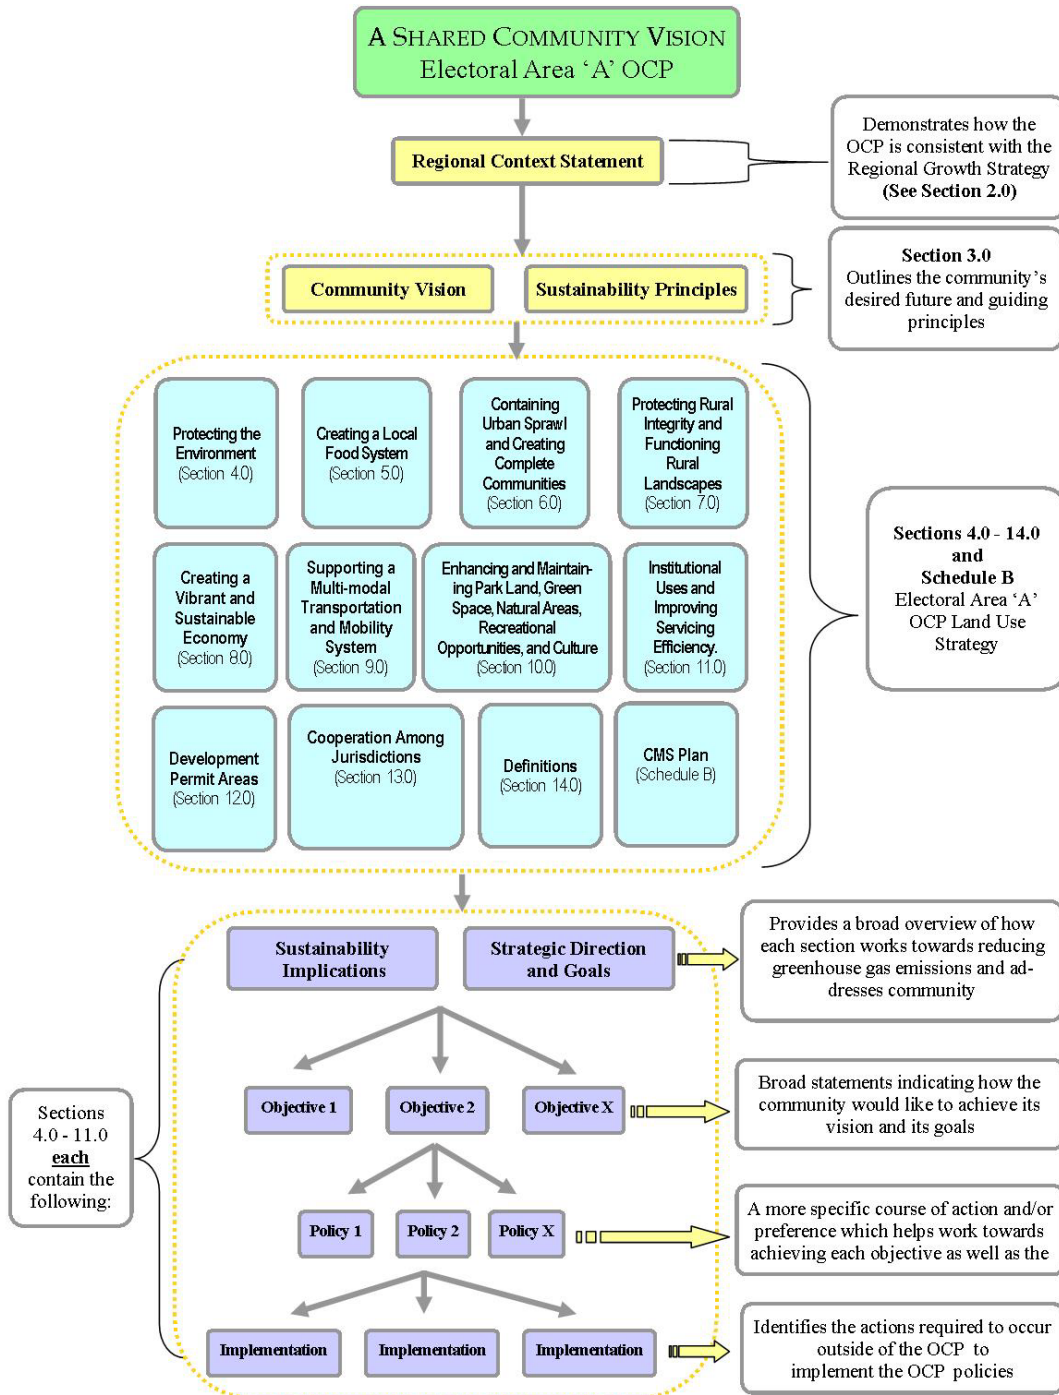 A SHARED COMMUNITY VISION
Electoral Area ‘A’ OCP
Regional Context Statement
Demonstrates how the
OCP is consistent with the
Regional Growth Strategy
(See Section 2.0)
Community Vision
Sustainability Principles
Section 3.0
Outlines the community’s
desired future and guiding
principles
Protecting the
Environment
(Section 4.0)
Creating a Local
Food System
(Section 5.0)
Containing
Urban Sprawl
and Creating
Complete
Communities
(Section 6.0)
Protecting Rural
Integrity and
Functioning
Rural
Landscapes
(Section 7.0)
Creating a
Vibrant and
Sustainable
Economy
(Section 8.0)
Supporting a
Multi-modal
Transportation
and Mobility
System
(Section 9.0)
Enhancing and Maintain-
ing Park Land, Green
Space, Natural Areas,
Recreational
Opportunities, and Culture
(Section 10.0)
Institutional
Uses and
Improving
Servicing
Efficiency.
(Section 11.0)
Development
Permit Areas
(Section 12.0)
Cooperation Among
Jurisdictions
(Section 13.0)
Definitions
(Section 14.0)
CMS Plan
(Schedule B)
Sections 4.0 - 14.0
and
Schedule B
Electoral Area ‘A’
OCP Land Use
Strategy
Sustainability
Implications
Strategic Direction
and Goals
Provides a broad overview of how
each section works towards reducing
greenhouse gas emissions and ad-
dresses community
Sections
4.0 - 11.0
each
contain the
following:
Objective 1
Objective 2
Objective X
Broad statements indicating how the
community would like to achieve its
vision and its goals
Policy 1
Policy 2
Policy X
A more specific course of action and/or
preference which helps work towards
achieving each objective as well as the
Implementation
Implementation
Implementation
Identifies the actions required to occur
outside of the OCP to
implement the OCP policies